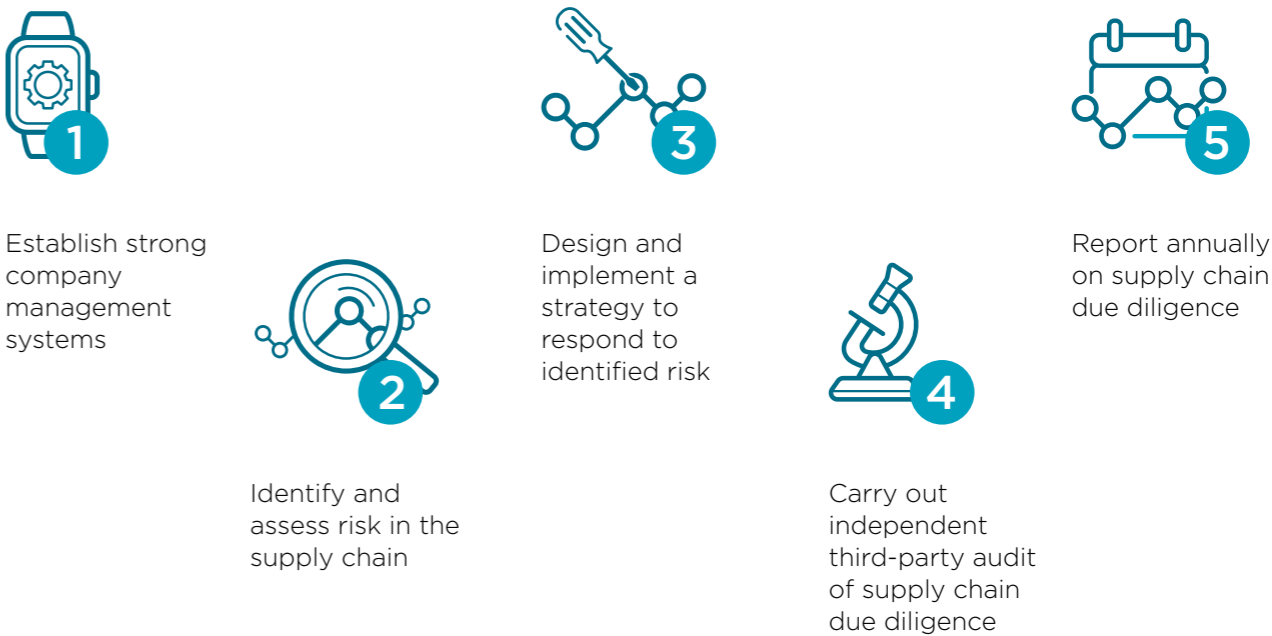 1
Establish strong
company
management
systems
2
Identify and
assess risk in the
supply chain
3
Design and
implement a
strategy to
respond to
identified risk
4
Carry out
independent
third-party audit
of supply chain
due diligence
5
Report annually
on supply chain
due diligence